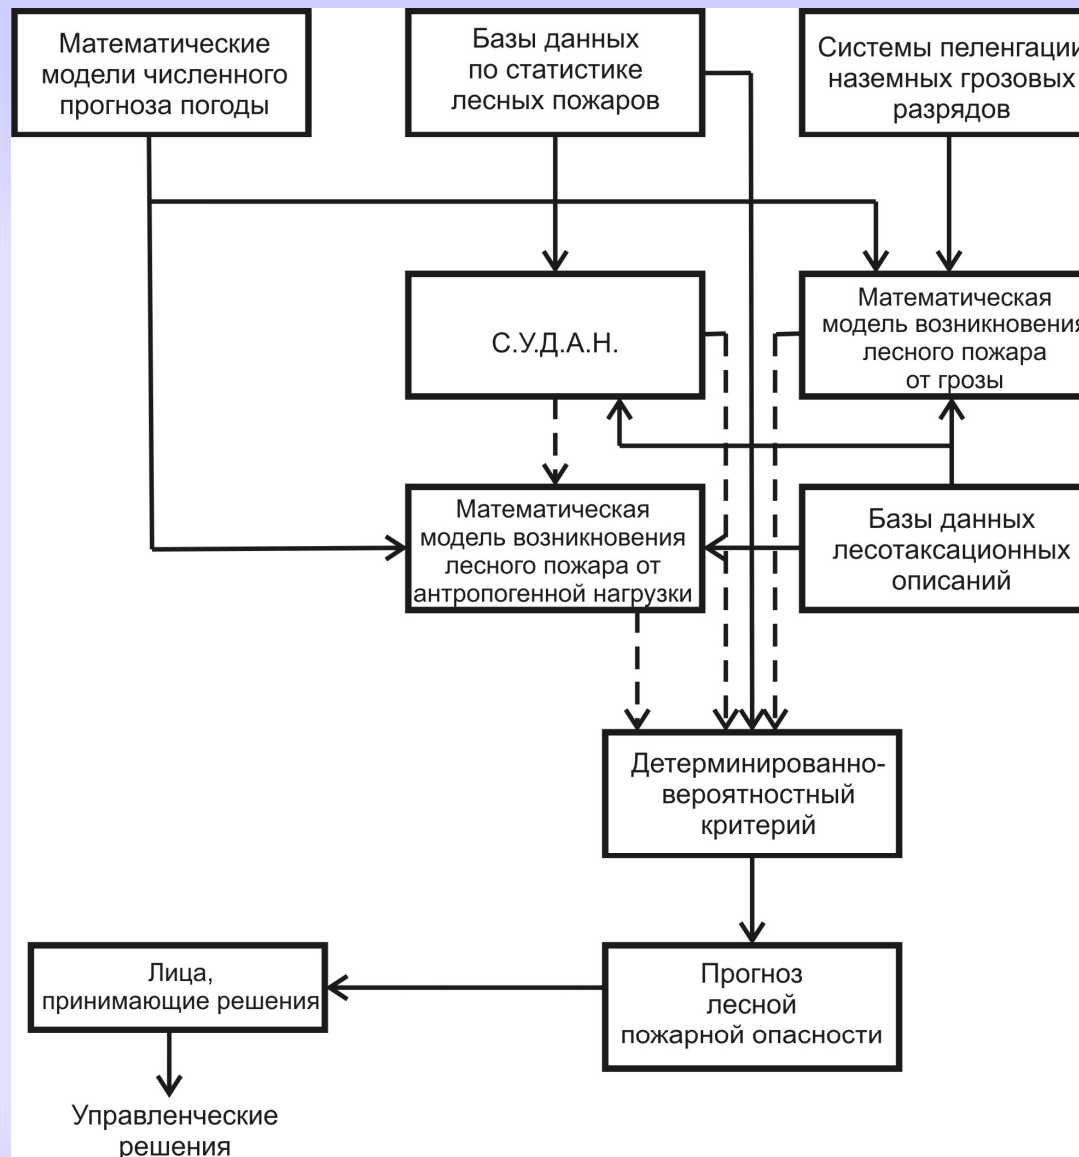 Математические
модели численного
прогноза погоды
Базы данных
по статистике
лесных пожаров
Системы пеленгации
наземных грозовых
разрядов
С.У.Д.А.Н.
Математическая
модель возникновения
лесного пожара
от грозы
Математическая
модель возникновения
лесного пожара от
антропогенной нагрузки
Базы данных
лесотаксационных
описаний
Детерминированно-
вероятностный
критерий
Лица,
принимающие решения
Прогноз
лесной
пожарной опасности
Управленческие
решения